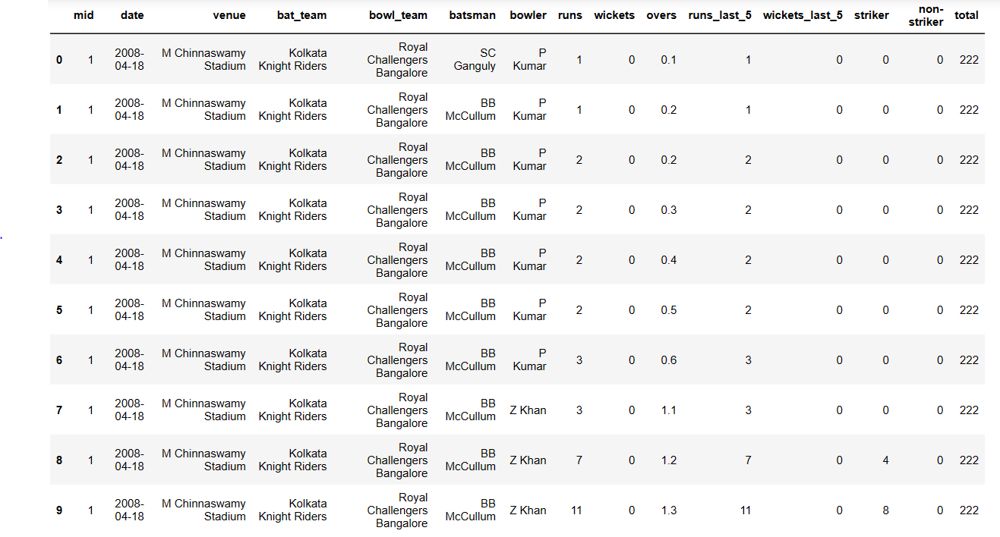 mid date venue bat_team bowl_team batsman bowler runs wickets overs runs_last_5 wickets_last_5 striker non-
striker total
0 1 2008-
04-18 M Chinnaswamy
Stadium Kolkata
Knight Riders Royal
Challengers
Bangalore SC
Ganguly P
Kumar 1 0 0.1 1 0 0 0 222
1 1 2008-
04-18 M Chinnaswamy
Stadium Kolkata
Knight Riders Royal
Challengers
Bangalore BB
McCullum P
Kumar 1 0 0.2 1 0 0 0 222
2 1 2008-
04-18 M Chinnaswamy
Stadium Kolkata
Knight Riders Royal
Challengers
Bangalore BB
McCullum P
Kumar 2 0 0.2 2 0 0 0 222
3 1 2008-
04-18 M Chinnaswamy
Stadium Kolkata
Knight Riders Royal
Challengers
Bangalore BB
McCullum P
Kumar 2 0 0.3 2 0 0 0 222
4 1 2008-
04-18 M Chinnaswamy
Stadium Kolkata
Knight Riders Royal
Challengers
Bangalore BB
McCullum P
Kumar 2 0 0.4 2 0 0 0 222
5 1 2008-
04-18 M Chinnaswamy
Stadium Kolkata
Knight Riders Royal
Challengers
Bangalore BB
McCullum P
Kumar 2 0 0.5 2 0 0 0 222
6 1 2008-
04-18 M Chinnaswamy
Stadium Kolkata
Knight Riders Royal
Challengers
Bangalore BB
McCullum P
Kumar 3 0 0.6 3 0 0 0 222
7 1 2008-
04-18 M Chinnaswamy
Stadium Kolkata
Knight Riders Royal
Challengers
Bangalore BB
McCullum Z Khan 3 0 1.1 3 0 0 0 222
8 1 2008-
04-18 M Chinnaswamy
Stadium Kolkata
Knight Riders Royal
Challengers
Bangalore BB
McCullum Z Khan 7 0 1.2 7 0 4 0 222
9 1 2008-
04-18 M Chinnaswamy
Stadium Kolkata
Knight Riders Royal
Challengers
Bangalore BB
McCullum Z Khan 11 0 1.3 11 0 8 0 222